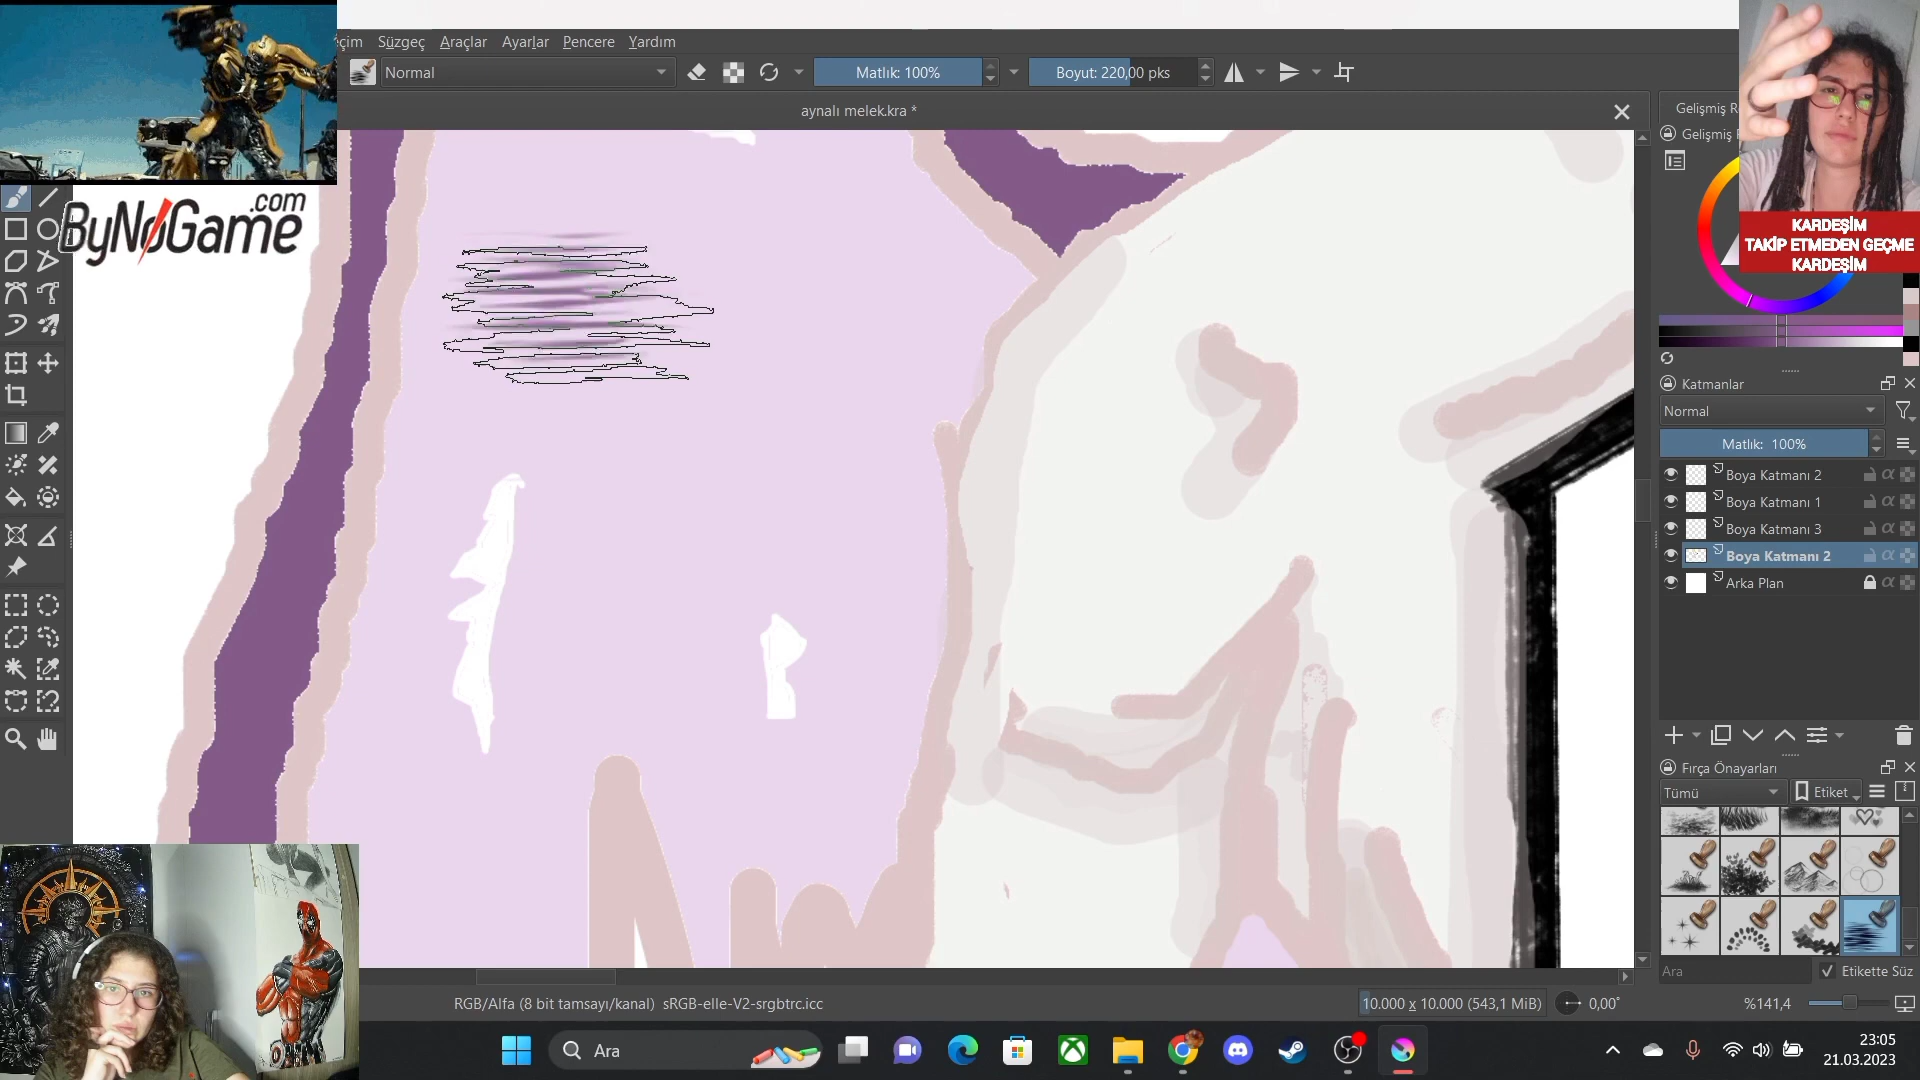 Süzgeç Araçlar Ayarlar Pencere Yardım
Normal
Matlık: 100%
Boyut: 220,00 pks
aynalı melek.kra *
ByNoGame
.com
Gelişmiş
KARDEŞİM
TAKİP ETMEDEN GEÇME
KARDEŞİM
Katmanlar
Normal
Matlık: 100%
Boya Katmanı 2
Boya Katmanı 1
Boya Katmanı 3
Boya Katmanı 2
Arka Plan
Fırça Önayarları
Tümü
Etiket
Ara
Etikette Süz
RGB/Alfa (8 bit tamsayı/kanal) sRGB-elle-V2-srgbtrc.icc
10.000 x 10.000 (543,1 MiB)
0,00°
%141,4
Ara
23:05
21.03.2023